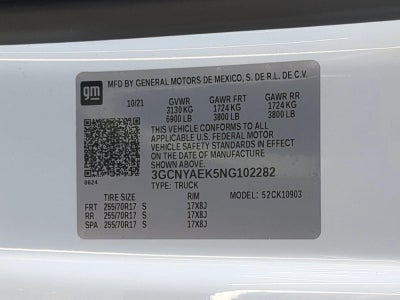 gm
MFD BY GENERAL MOTORS DE MEXICO, S. DE R.L. DE C.V.
10/21 GVWR GAWR FRT GAWR RR
3130 KG 1724 KG 1724 KG
6900 LB 3800 LB 3800 LB
THIS VEHICLE CONFORMS TO ALL
APPLICABLE U.S. FEDERAL MOTOR
VEHICLE SAFETY STANDARDS IN EFFECT
ON THE DATE OF MANUFACTURE
SHOWN ABOVE.
3GCNYAEK5NG102282
0624 TYPE: TRUCK
TIRE SIZE RIM 52CK10903
FRT 255/70R17 S 17X8J
RR 255/70R17 S 17X8J
SPA 255/70R17 S 17X8J